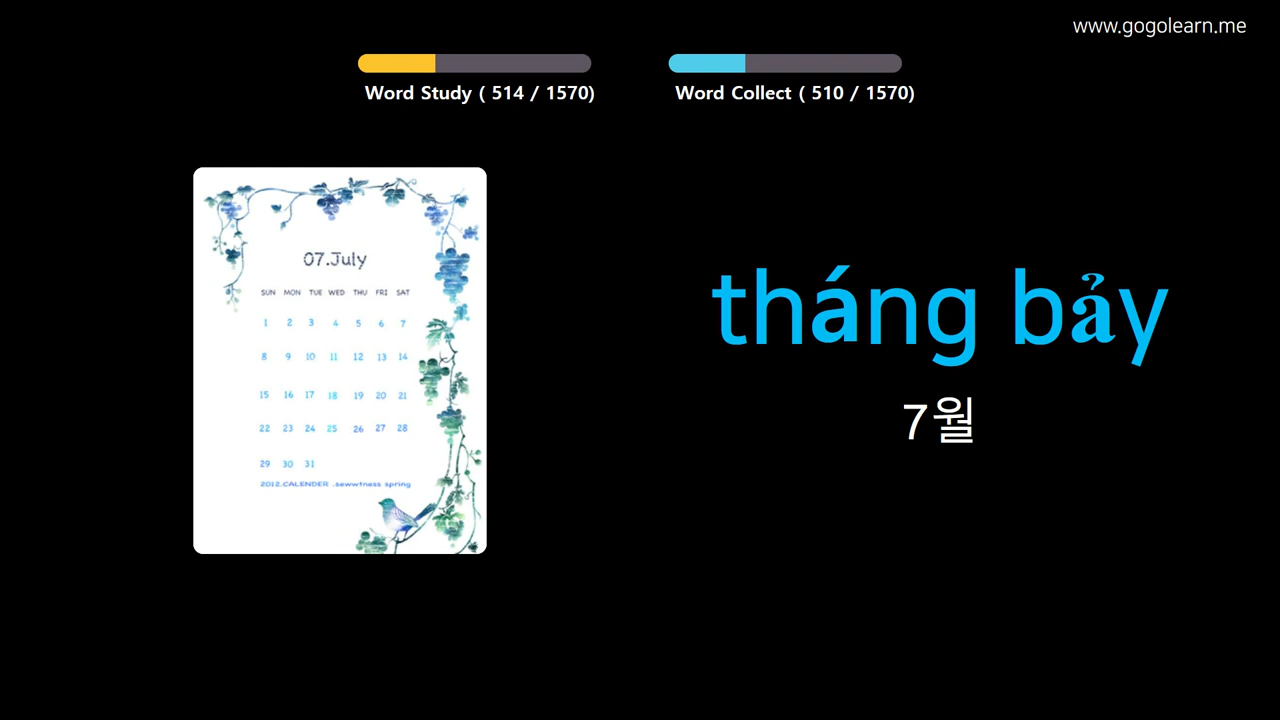 www.gogolearn.me
Word Study ( 514 / 1570)
Word Collect ( 510 / 1570)
07.July
SUN MON TUE WED THU FRI SAT
1 2 3 4 5 6 7
8 9 10 11 12 13 14
15 16 17 18 19 20 21
22 23 24 25 26 27 28
29 30 31
2012.CALENDER .sewwtness spring
tháng bảy
7월